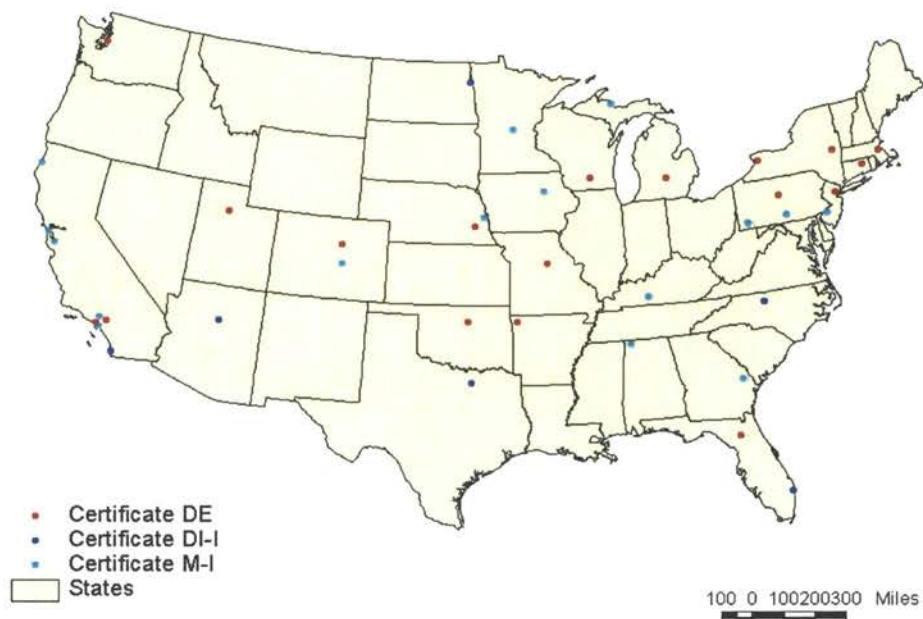 Certificate DE
Certificate DI-I
Certificate M-I
States
100 0 100200300 Miles